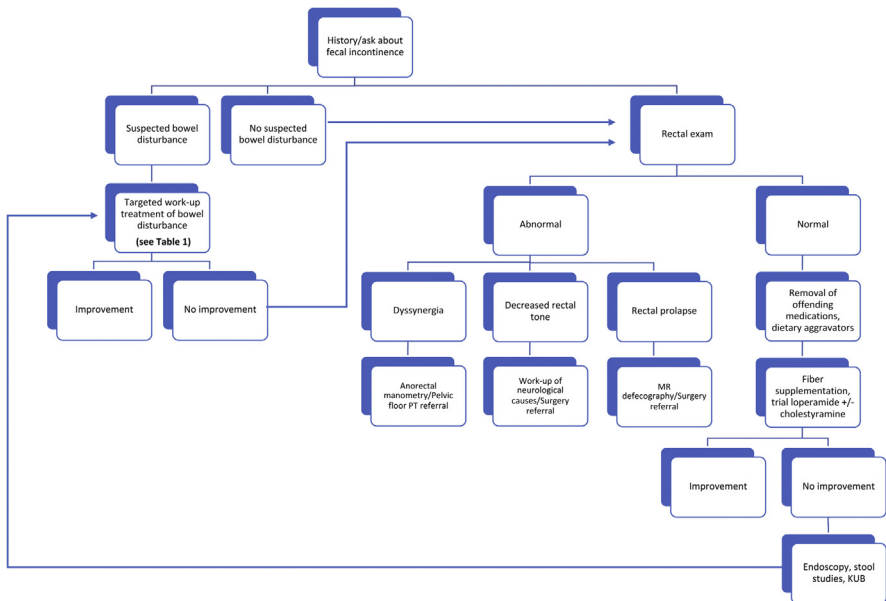 History/ask about
fecal incontinence
Suspected bowel
disturbance
No suspected
bowel disturbance
Rectal exam
Targeted work-up
treatment of bowel
disturbance
(see Table 1)
Abnormal
Normal
Improvement
No improvement
Dyssynergia
Decreased rectal
tone
Rectal prolapse
Removal of
offending
medications,
dietary aggravators
Anorectal
manometry/Pelvic
floor PT referral
Work-up of
neurological
causes/Surgery
referral
MR
defecography/Surgery
referral
Fiber
supplementation,
trial loperamide +/-
cholestyramine
Improvement
No improvement
Endoscopy, stool
studies, KUB